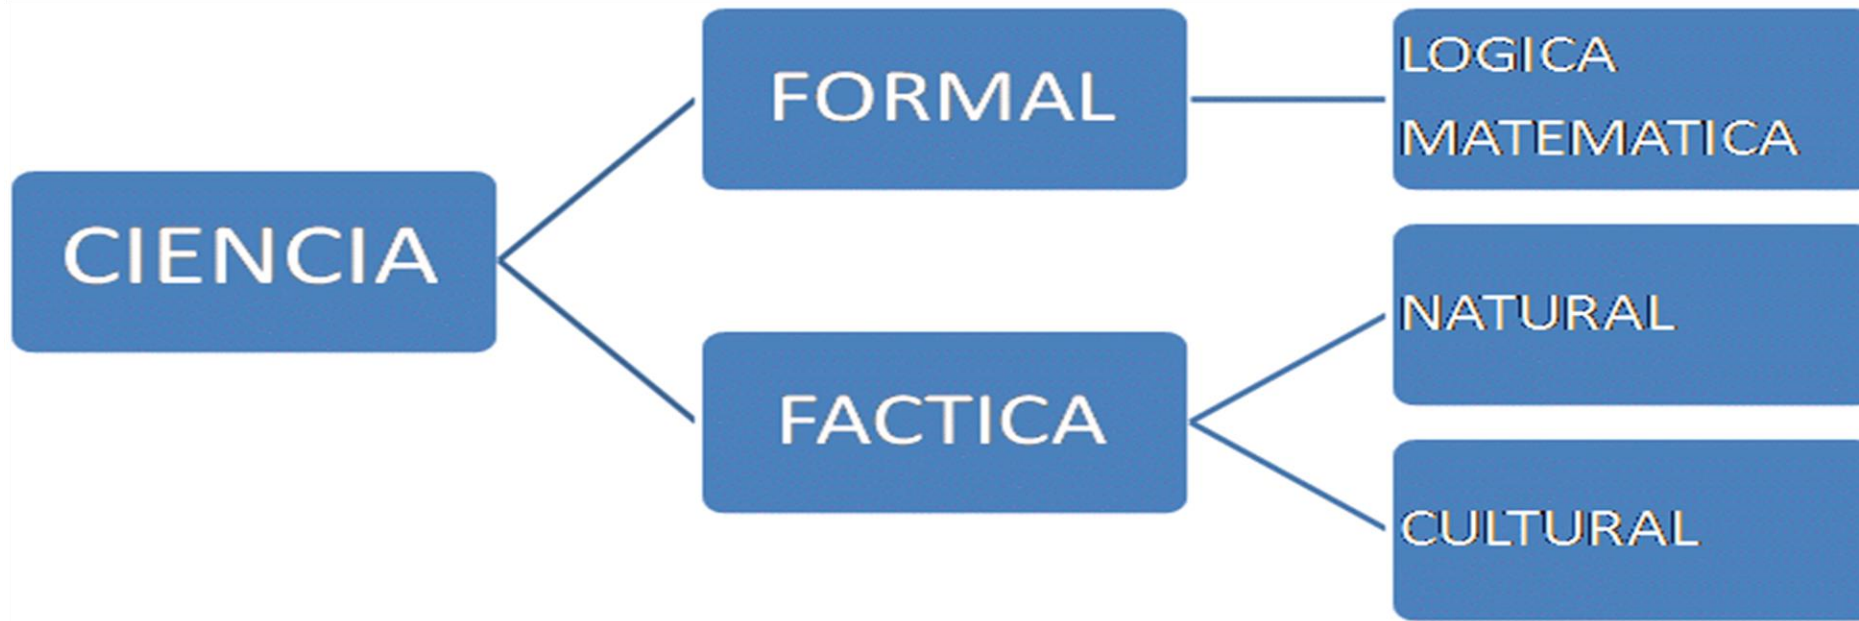 CIENCIA
FORMAL
LOGICA
MATEMATICA
FACTICA
NATURAL
CULTURAL